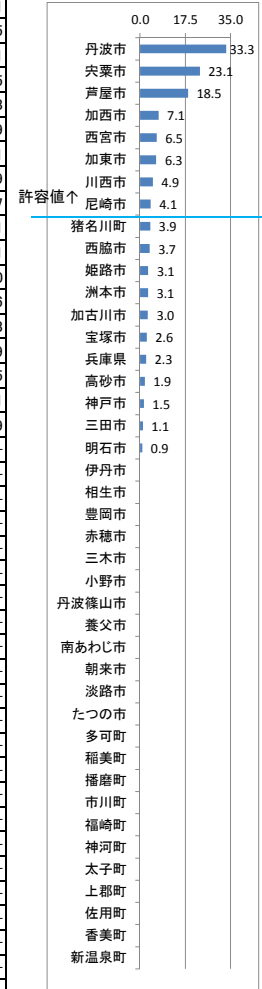 0.0 17.5 35.0
丹波市 33.3
宍粟市 23.1
芦屋市 18.5
加西市 7.1
西宮市 6.5
加東市 6.3
川西市 4.9
許容値↑
尼崎市 4.1
猪名川町 3.9
西脇市 3.7
姫路市 3.1
洲本市 3.1
加古川市 3.0
宝塚市 2.6
兵庫県 2.3
高砂市 1.9
神戸市 1.5
三田市 1.1
明石市 0.9
伊丹市
相生市
豊岡市
赤穂市
三木市
小野市
丹波篠山市
養父市
南あわじ市
朝来市
淡路市
たつの市
多可町
稲美町
播磨町
市川町
福崎町
神河町
太子町
上郡町
佐用町
香美町
新温泉町